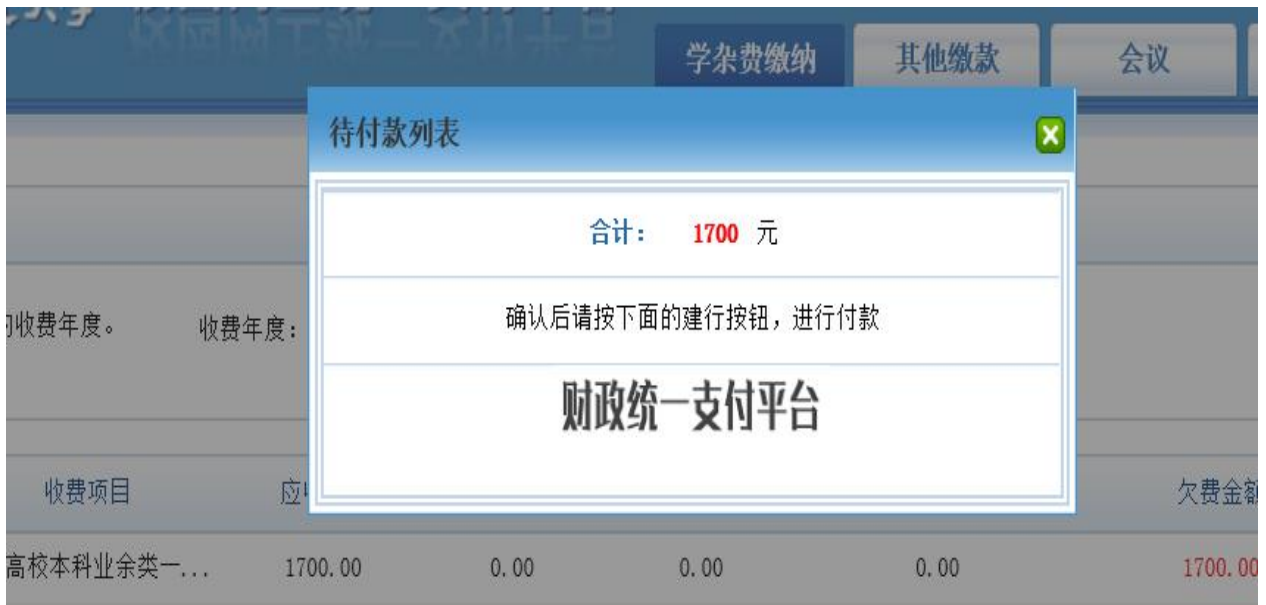 学杂费缴纳 其他缴款 会议
待付款列表
合计： 1700 元
确认后请按下面的建行按钮，进行付款
收费年度。 收费年度：
财政统一支付平台
收费项目 应 欠费金额
高校本科业余类一... 1700.00 0.00 0.00 0.00 1700.00